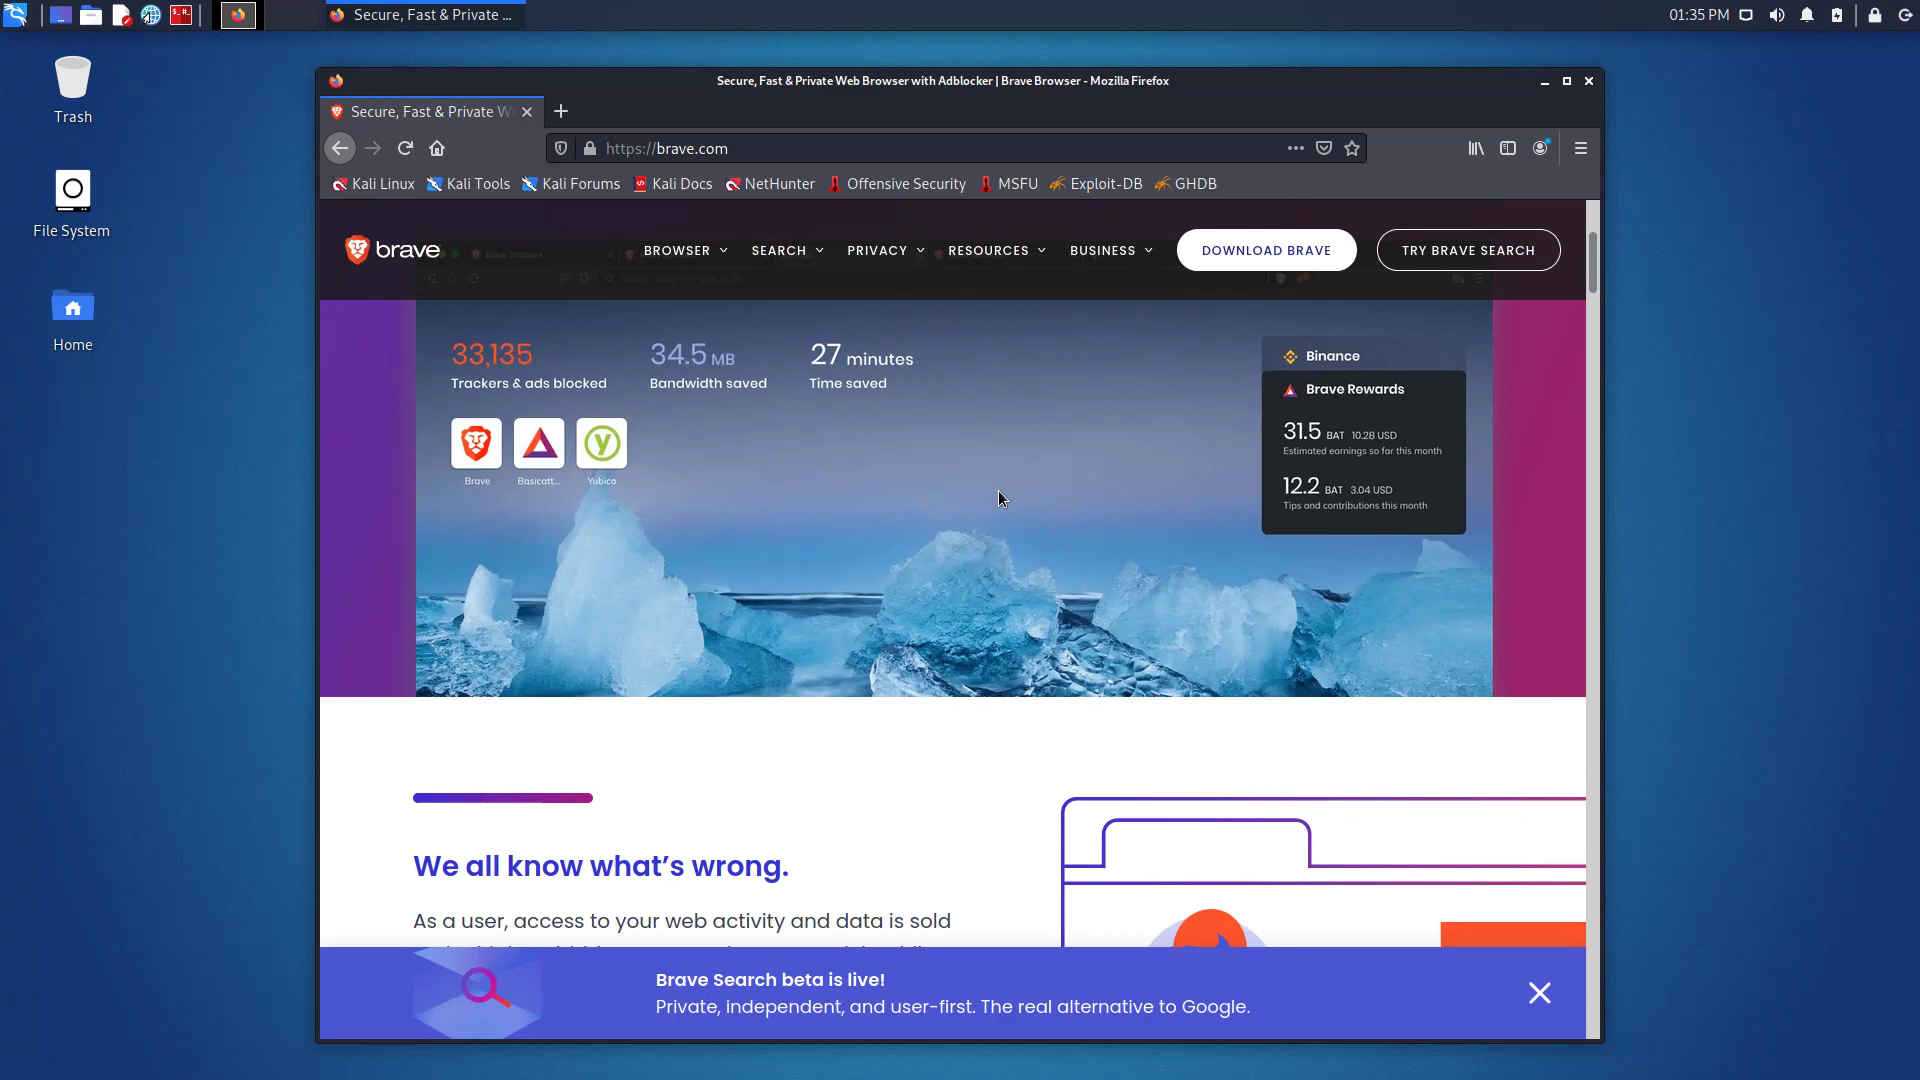 Secure, Fast & Private ...
01:35 PM
Trash
File System
Home
Secure, Fast & Private Web Browser with Adblocker | Brave Browser - Mozilla Firefox
Secure, Fast & Private W
https://brave.com
Kali Linux Kali Tools Kali Forums Kali Docs NetHunter Offensive Security MSFU Exploit-DB GHDB
brave BROWSER SEARCH PRIVACY RESOURCES BUSINESS DOWNLOAD BRAVE TRY BRAVE SEARCH
Brave Software
33,135 34.5 MB 27 minutes
Trackers & ads blocked Bandwidth saved Time saved
Brave Basicatt... Yubico
Binance
Brave Rewards
31.5 BAT 10.28 USD
Estimated earnings so far this month
12.2 BAT 3.04 USD
Tips and contributions this month
We all know what’s wrong.
As a user, access to your web activity and data is sold
Brave Search beta is live!
Private, independent, and user-first. The real alternative to Google.